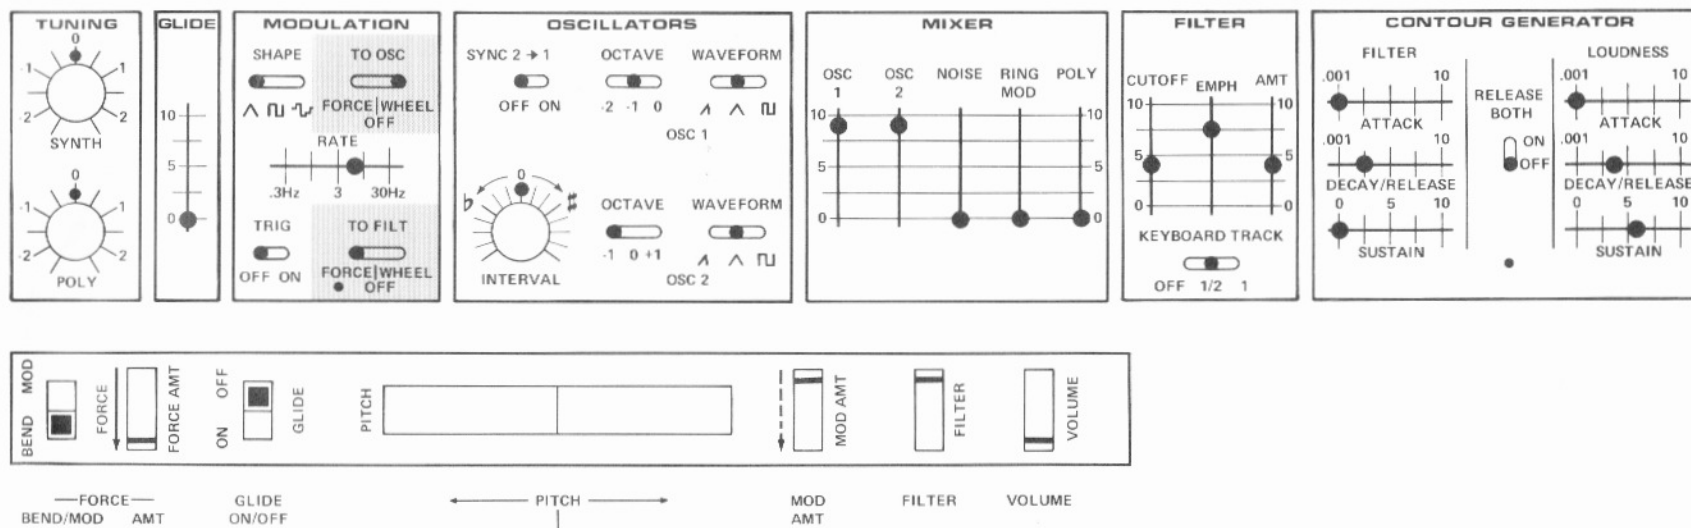 TUNING
0
-1 1
-2 2
SYNTH
0
-1 1
-2 2
POLY
GLIDE
10
5
0
MODULATION
SHAPE TO OSC
FORCE|WHEEL
OFF
RATE
.3Hz 3 30Hz
TRIG TO FILT
OFF ON FORCE|WHEEL
OFF
OSCILLATORS
SYNC 2 → 1 OCTAVE WAVEFORM
OFF ON -2 -1 0
OSC 1
0
♭ ♯
INTERVAL
OCTAVE WAVEFORM
-1 0 +1
OSC 2
MIXER
OSC 1 OSC 2 NOISE RING MOD POLY
10 10
5 5
0 0
FILTER
CUTOFF EMPH AMT
10 10
5 5
0 0
KEYBOARD TRACK
OFF 1/2 1
CONTOUR GENERATOR
FILTER
.001 10
ATTACK
.001 10
DECAY/RELEASE
0 5 10
SUSTAIN
RELEASE
BOTH
ON
OFF
LOUDNESS
.001 10
ATTACK
.001 10
DECAY/RELEASE
0 5 10
SUSTAIN
BEND MOD
FORCE
FORCE AMT
ON OFF
GLIDE
PITCH
MOD AMT
FILTER
VOLUME
FORCE
BEND/MOD AMT
GLIDE
ON/OFF
PITCH
MOD
AMT
FILTER
VOLUME